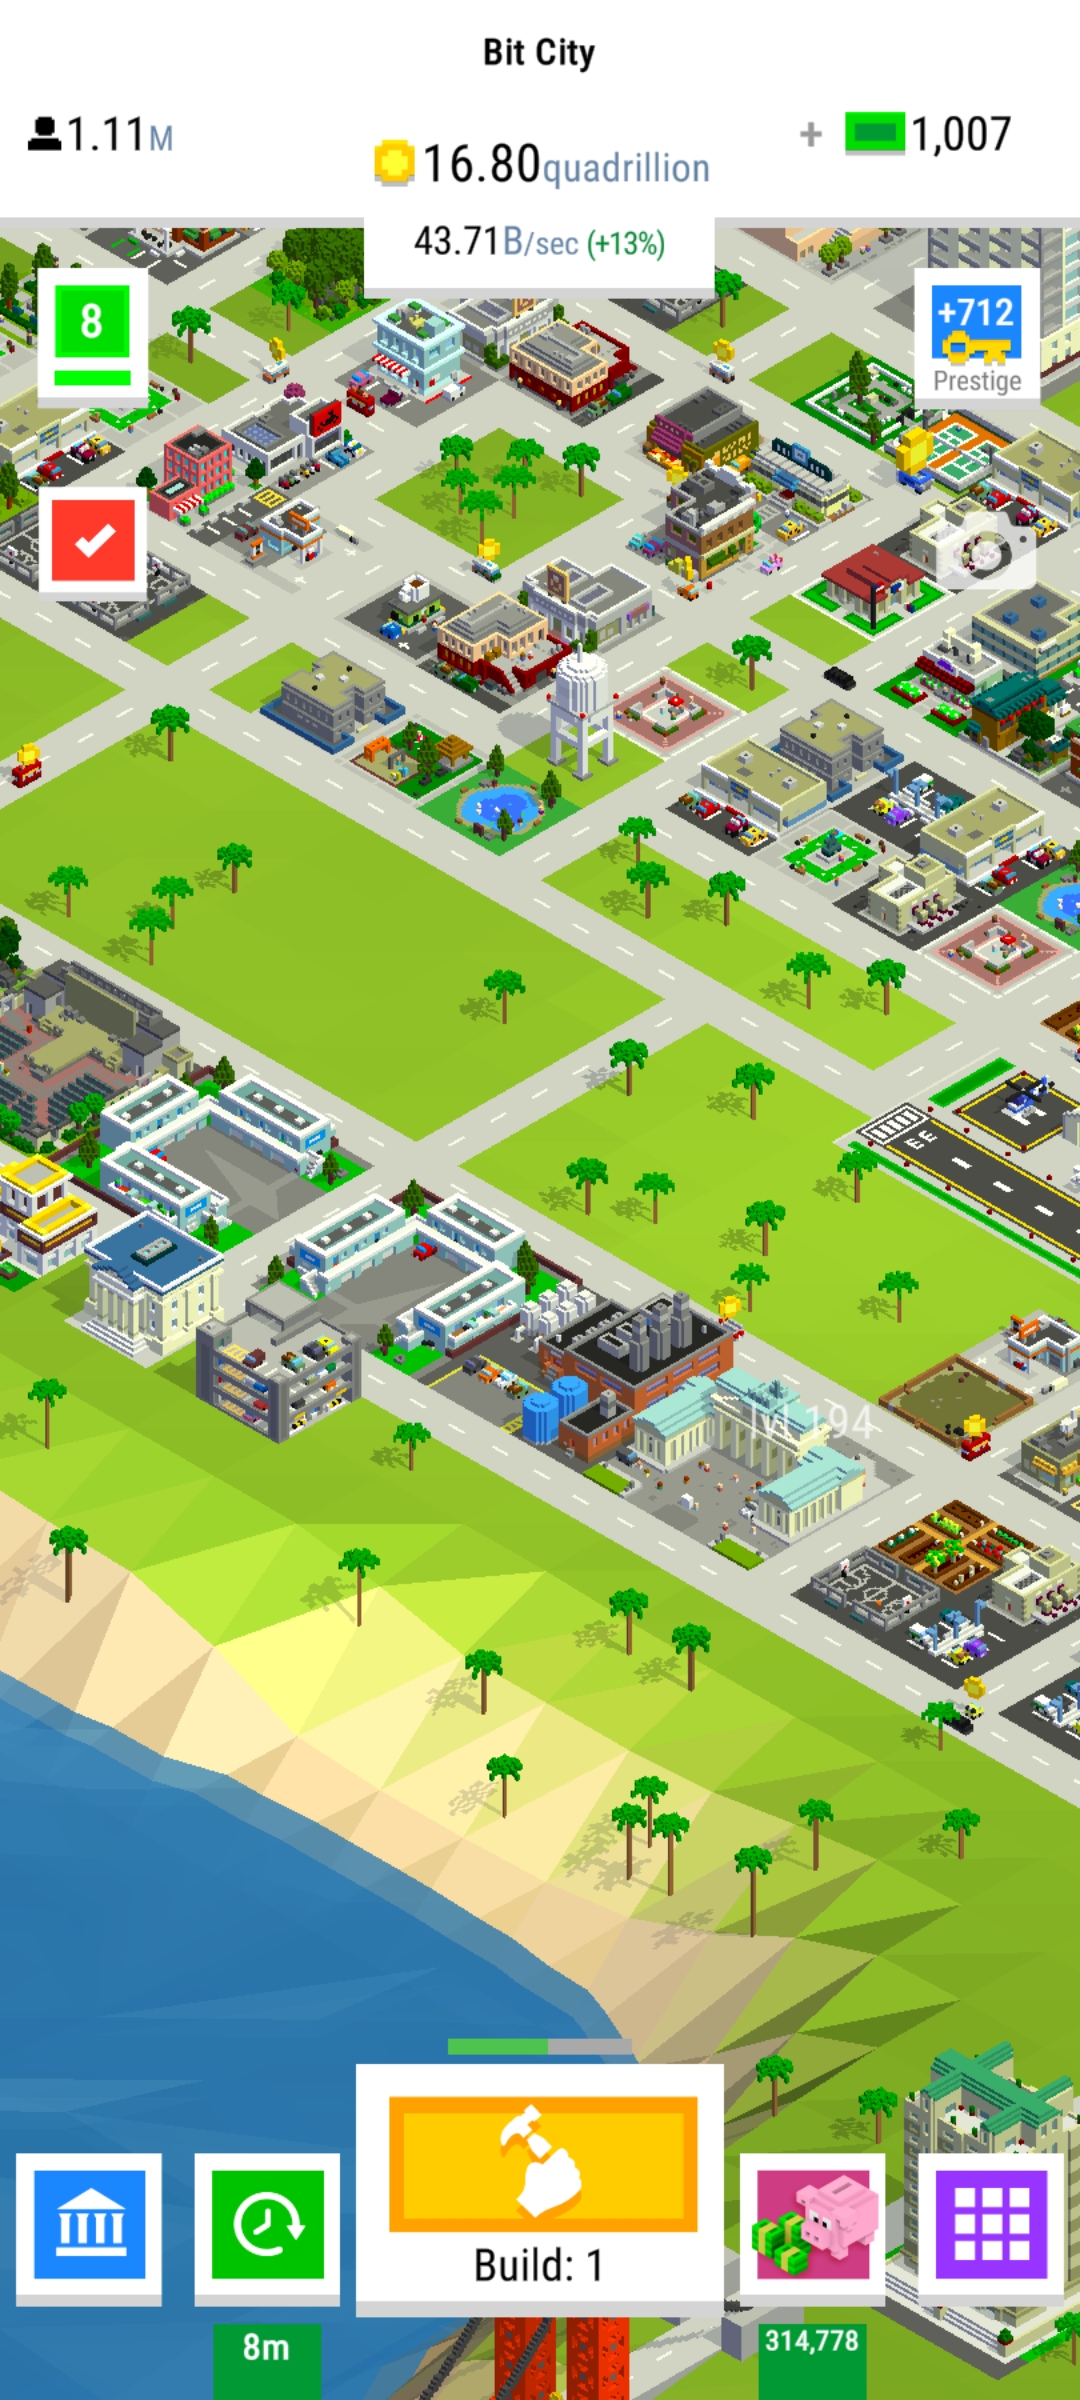 Bit City
1.11M
16.80quadrillion
+ 1,007
43.71B/sec (+13%)
8
+712
Prestige
lvl 194
Build: 1
8m
314,778